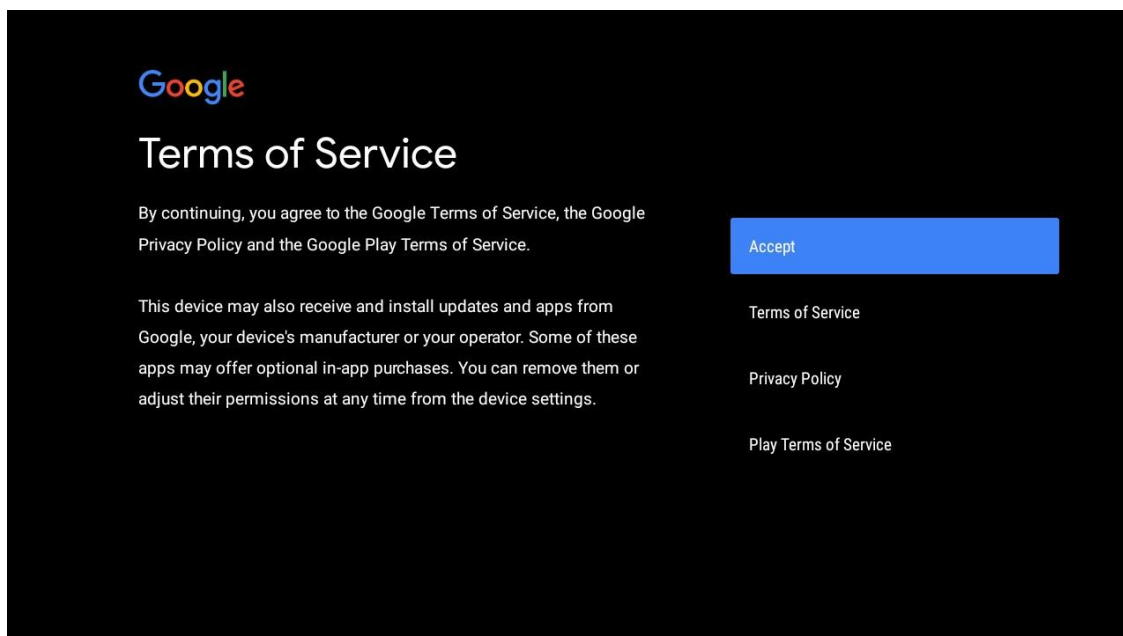 Google
Terms of Service
By continuing, you agree to the Google Terms of Service, the Google
Privacy Policy and the Google Play Terms of Service.
This device may also receive and install updates and apps from
Google, your device's manufacturer or your operator. Some of these
apps may offer optional in-app purchases. You can remove them or
adjust their permissions at any time from the device settings.
Accept
Terms of Service
Privacy Policy
Play Terms of Service